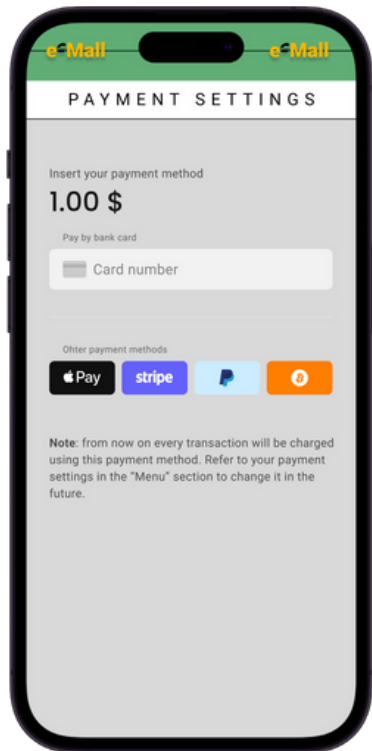 e-Mall e-Mall
PAYMENT SETTINGS
Insert your payment method
1.00 $
Pay by bank card
Card number
Ohter payment methods
Pay stripe
Note: from now on every transaction will be charged
using this payment method. Refer to your payment
settings in the “Menu” section to change it in the
future.